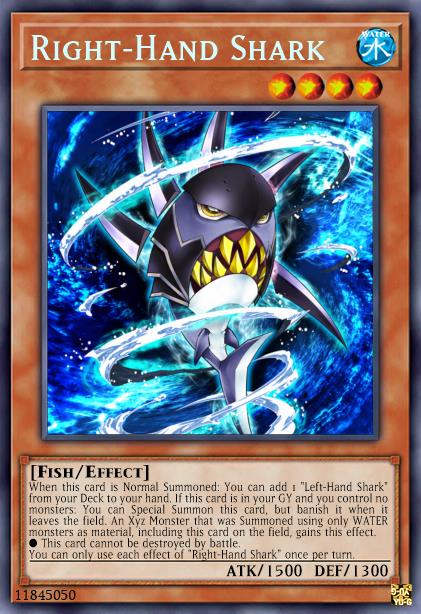 RIGHT-HAND SHARK
WATER
水
[FISH/EFFECT]
When this card is Normal Summoned: You can add 1 "Left-Hand Shark"
from your Deck to your hand. If this card is in your GY and you control no
monsters: You can Special Summon this card, but banish it when it
leaves the field. An Xyz Monster that was Summoned using only WATER
monsters as material, including this card on the field, gains this effect.
● This card cannot be destroyed by battle.
You can only use each effect of "Right-Hand Shark" once per turn.
ATK/1500 DEF/1300
11845050